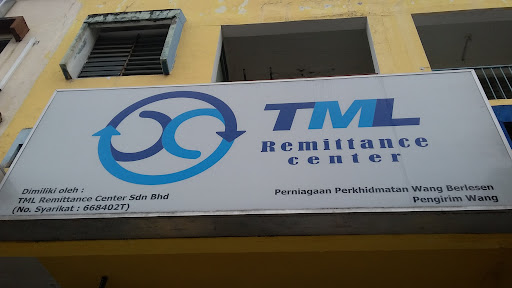 TML
Remittance
center
Dimiliki oleh :
TML Remittance Center Sdn Bhd
(No. Syarikat : 668402T)
Perniagaan Perkhidmatan Wang Berlesen
Pengirim Wang